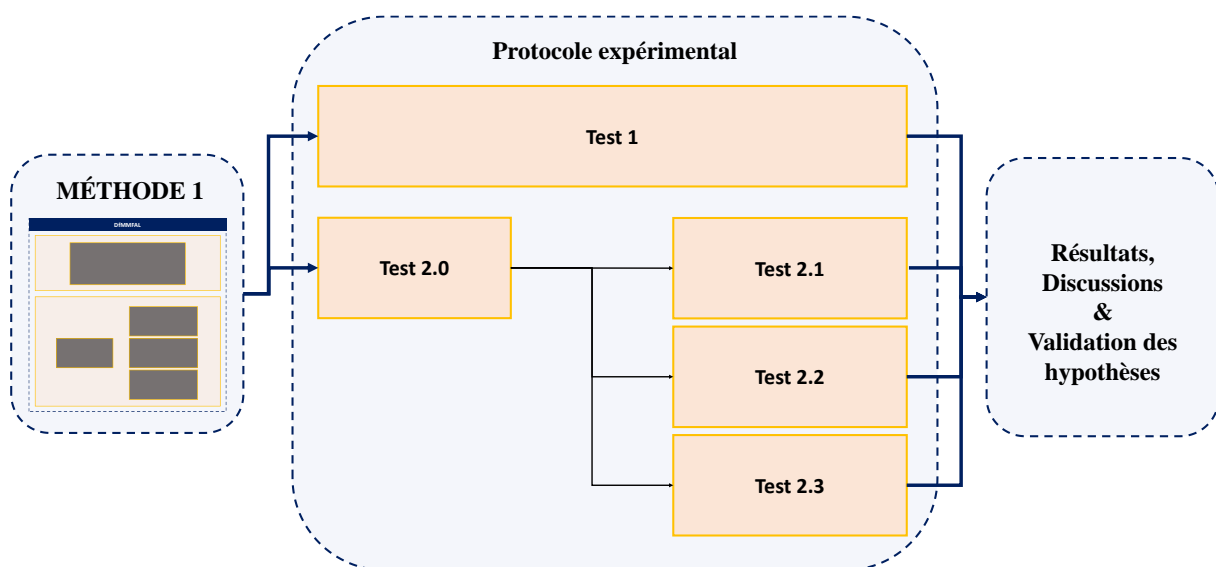 Protocole expérimental
Test 1
MÉTHODE 1
DfMMFAL
Test 2.0
Test 2.1
Test 2.2
Test 2.3
Résultats,
Discussions
&
Validation des
hypothèses